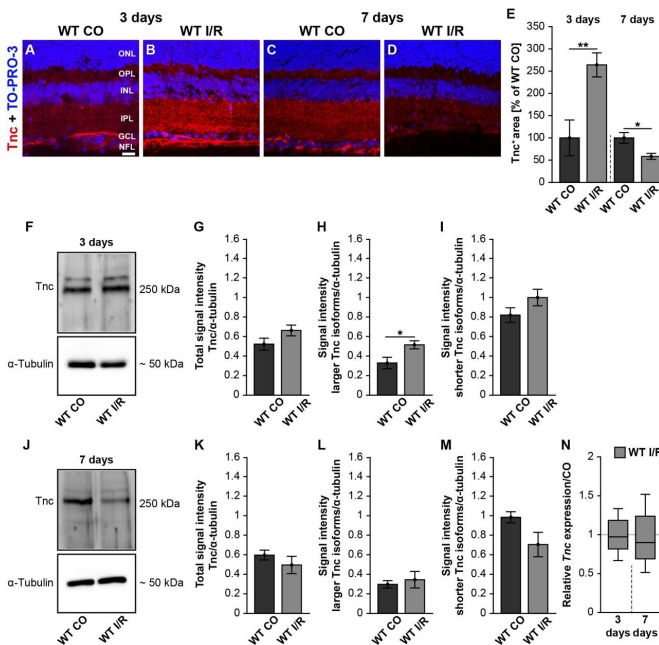 3 days 7 days
WT CO WT I/R WT CO WT I/R
Tnc + TO-PRO-3
A B C D
ONL
OPL
INL
IPL
GCL
NFL
E
3 days 7 days
Tnc+ area [% of WT CO]
350
300
250
200
150
100
50
0
** *
WT CO WT I/R WT CO WT I/R
F
3 days
Tnc 250 kDa
α-Tubulin ~ 50 kDa
WT CO WT I/R
G
Total signal intensity
Tnc/α-tubulin
1.6
1.4
1.2
1
0.8
0.6
0.4
0.2
0
WT CO WT I/R
H
Signal intensity
larger Tnc isoforms/α-tubulin
1.6
1.4
1.2
1
0.8
0.6
0.4
0.2
0
*
WT CO WT I/R
I
Signal intensity
shorter Tnc isoforms/α-tubulin
1.6
1.4
1.2
1
0.8
0.6
0.4
0.2
0
WT CO WT I/R
J
7 days
Tnc 250 kDa
α-Tubulin ~ 50 kDa
WT CO WT I/R
K
Total signal intensity
Tnc/α-tubulin
1.6
1.4
1.2
1
0.8
0.6
0.4
0.2
0
WT CO WT I/R
L
Signal intensity
larger Tnc isoforms/α-tubulin
1.6
1.4
1.2
1
0.8
0.6
0.4
0.2
0
WT CO WT I/R
M
Signal intensity
shorter Tnc isoforms/α-tubulin
1.6
1.4
1.2
1
0.8
0.6
0.4
0.2
0
WT CO WT I/R
N
WT I/R
Relative Tnc expression/CO
2
1.5
1
0.5
0
3 7
days days